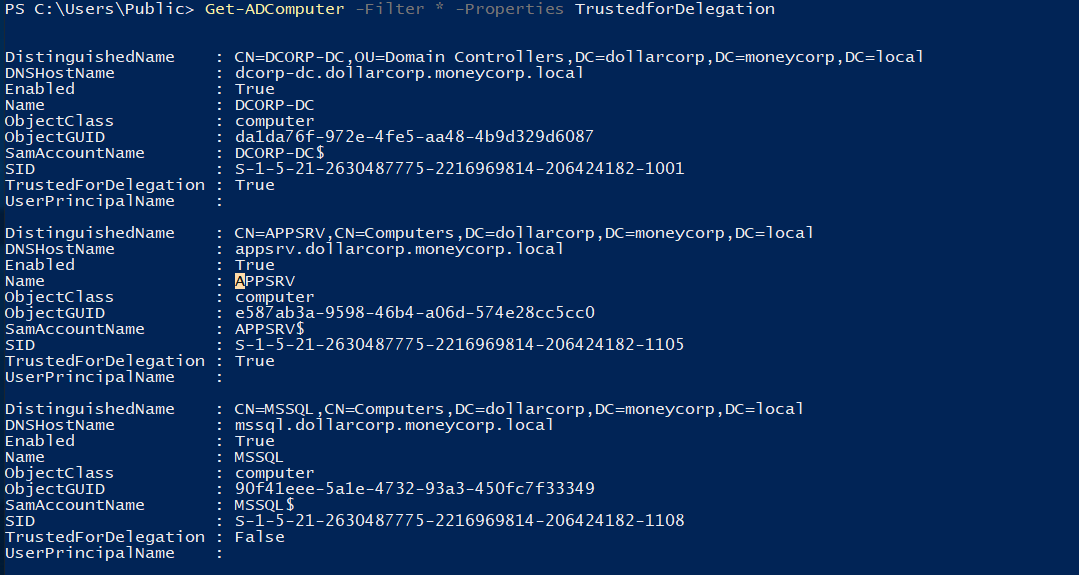 PS C:\Users\Public> Get-ADComputer -Filter * -Properties TrustedforDelegation
DistinguishedName : CN=DCORP-DC,OU=Domain Controllers,DC=dollarcorp,DC=moneycorp,DC=local
DNSHostName : dcorp-dc.dollarcorp.moneycorp.local
Enabled : True
Name : DCORP-DC
ObjectClass : computer
ObjectGUID : da1da76f-972e-4fe5-aa48-4b9d329d6087
SamAccountName : DCORP-DC$
SID : S-1-5-21-2630487775-2216969814-206424182-1001
TrustedForDelegation : True
UserPrincipalName :
DistinguishedName : CN=APPSRV,CN=Computers,DC=dollarcorp,DC=moneycorp,DC=local
DNSHostName : appsrv.dollarcorp.moneycorp.local
Enabled : True
Name : APPSRV
ObjectClass : computer
ObjectGUID : e587ab3a-9598-46b4-a06d-574e28cc5cc0
SamAccountName : APPSRV$
SID : S-1-5-21-2630487775-2216969814-206424182-1105
TrustedForDelegation : True
UserPrincipalName :
DistinguishedName : CN=MSSQL,CN=Computers,DC=dollarcorp,DC=moneycorp,DC=local
DNSHostName : mssql.dollarcorp.moneycorp.local
Enabled : True
Name : MSSQL
ObjectClass : computer
ObjectGUID : 90f41eee-5a1e-4732-93a3-450fc7f33349
SamAccountName : MSSQL$
SID : S-1-5-21-2630487775-2216969814-206424182-1108
TrustedForDelegation : False
UserPrincipalName :